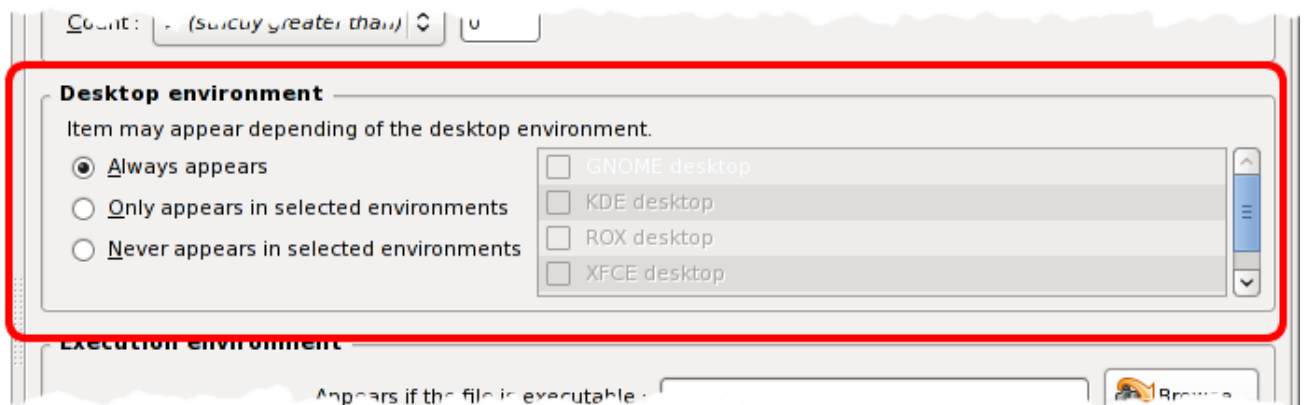 Count : (strictly greater than) 0
Desktop environment
Item may appear depending of the desktop environment.
Always appears
Only appears in selected environments
Never appears in selected environments
GNOME desktop
KDE desktop
ROX desktop
XFCE desktop
Execution environment
Appears if the file is executable : Browse